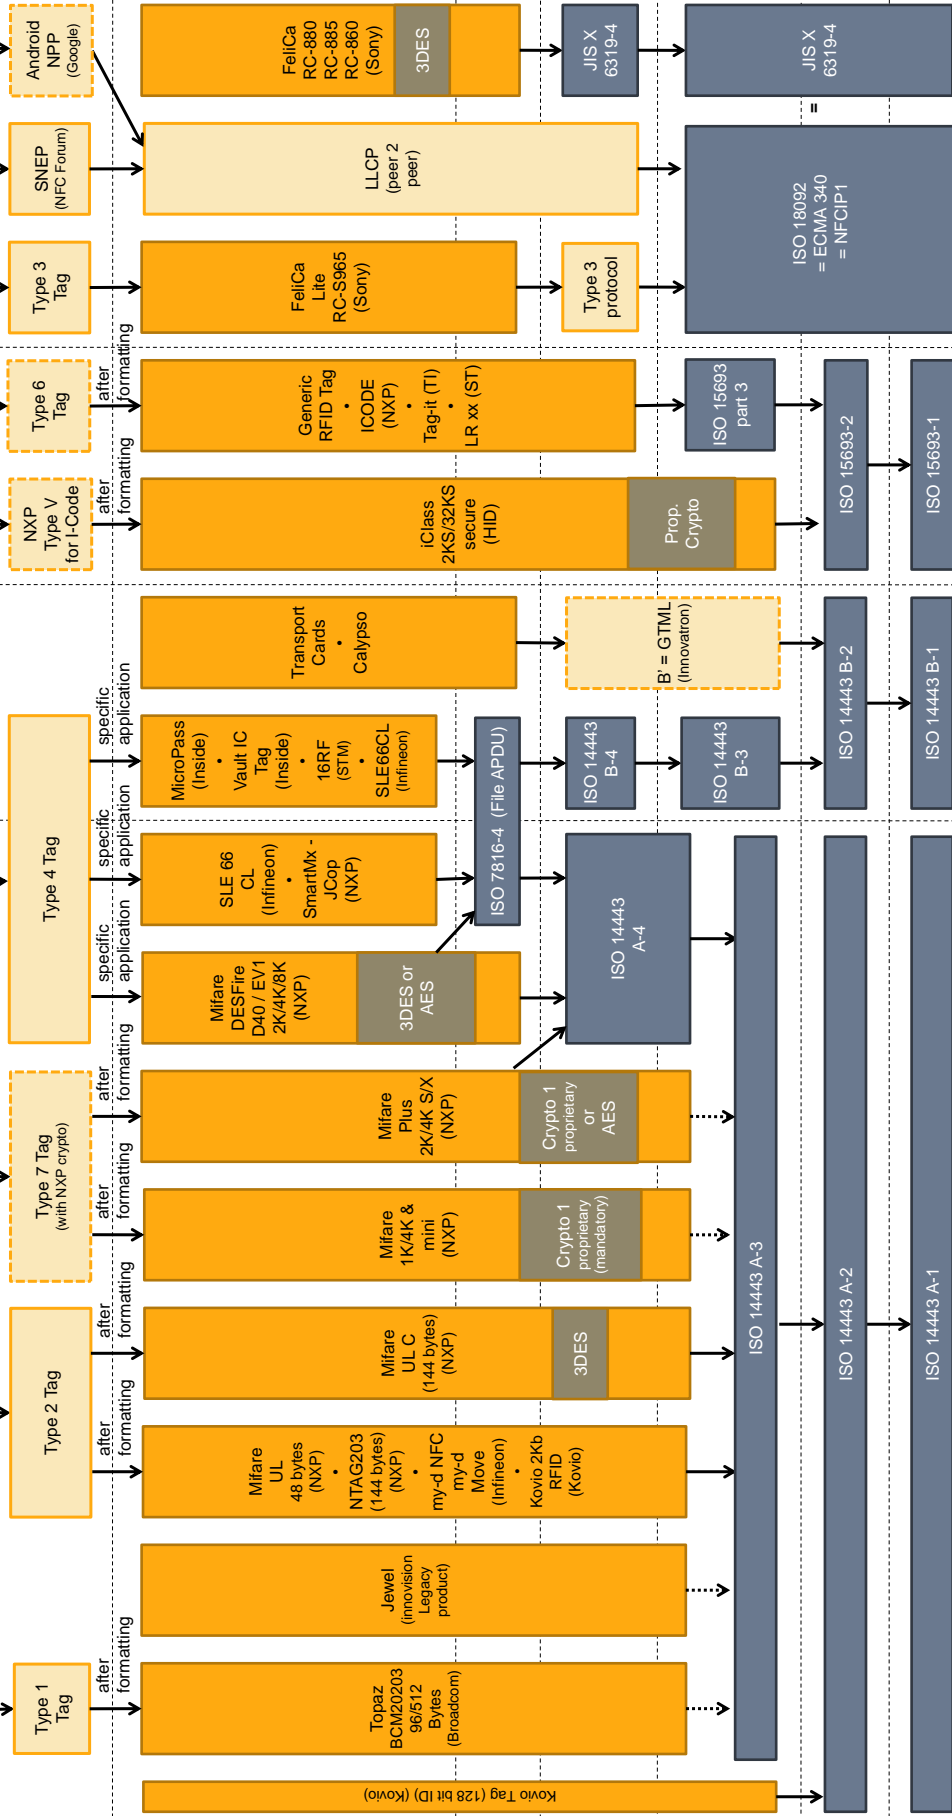 Type 1
Tag
Type 2 Tag
Type 7 Tag
(with NXP crypto)
Type 4 Tag
NXP
Type V
for I-Code
Type 6
Tag
Type 3
Tag
SNEP
(NFC Forum)
Android
NPP
(Google)
after
formatting
after
formatting
after
formatting
after
formatting
after
formatting
specific
application
specific
application
specific
application
after
formatting
after
formatting
Kovio Tag (128 bit ID) (Kovio)
Topaz
BCM20203
96/512
Bytes
(Broadcom)
Jewel
(innovision
Legacy
product)
Mifare
UL
48 bytes
(NXP)
•
NTAG203
(144 bytes)
(NXP)
•
my-d NFC
my-d
Move
(Infineon)
•
Kovio 2Kb
RFID
(Kovio)
Mifare
UL C
(144 bytes)
(NXP)
3DES
Mifare
1K/4K &
mini
(NXP)
Crypto 1
proprietary
(mandatory)
Mifare
Plus
2K/4K S/X
(NXP)
Crypto 1
proprietary
or
AES
Mifare
DESFire
D40 / EV1
2K/4K/8K
(NXP)
3DES or
AES
SLE 66
CL
(Infineon)
•
SmartMx -
JCop
(NXP)
MicroPass
(Inside)
•
Vault IC
Tag
(Inside)
•
16RF
(STM)
•
SLE66CL
(Infineon)
Transport
Cards
•
Calypso
iClass
2KS/32KS
secure
(HID)
Prop.
Crypto
Generic
RFID Tag
•
ICODE
(NXP)
•
Tag-it (TI)
•
LR xx (ST)
FeliCa
Lite
RC-S965
(Sony)
LLCP
(peer 2
peer)
FeliCa
RC-880
RC-885
RC-860
(Sony)
3DES
ISO 7816-4 (File APDU)
ISO 14443
A-4
ISO 14443
B-4
ISO 14443
B-3
B' = GTML
(Innovatron)
Type 3
protocol
JIS X
6319-4
ISO 15693
part 3
ISO 18092
= ECMA 340
= NFCIP1
=
JIS X
6319-4
ISO 14443 A-3
ISO 14443 A-2
ISO 14443 B-2
ISO 15693-2
ISO 14443 A-1
ISO 14443 B-1
ISO 15693-1